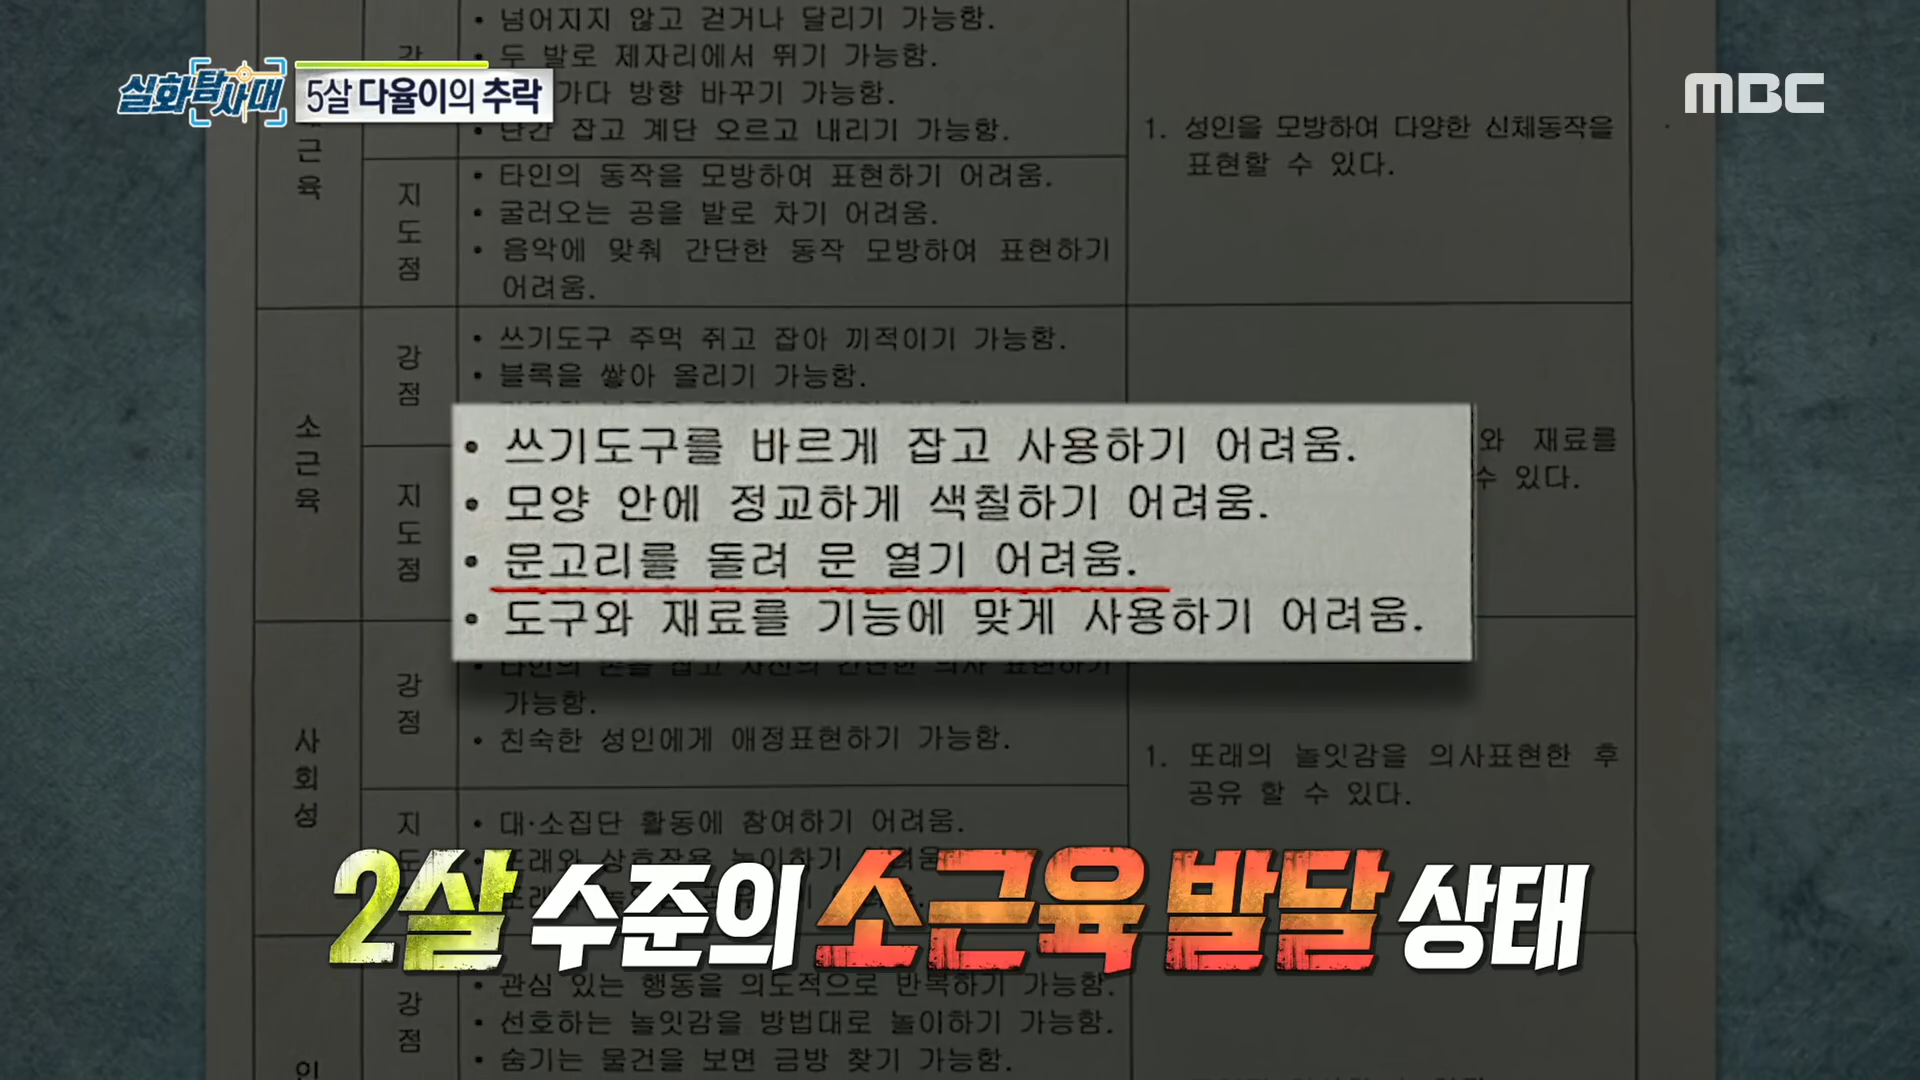 실화탐사대
5살 다율이의 추락
MBC
• 넘어지지 않고 걷거나 달리기 가능함.
두 발로 제자리에서 뛰기 가능함.
가다 방향 바꾸기 가능함.
• 난간 잡고 계단 오르고 내리기 가능함.
근육
1. 성인을 모방하여 다양한 신체동작을
표현할 수 있다.
지도점
• 타인의 동작을 모방하여 표현하기 어려움.
• 굴러오는 공을 발로 차기 어려움.
• 음악에 맞춰 간단한 동작 모방하여 표현하기
어려움.
소근육
강점
• 쓰기도구 주먹 쥐고 잡아 끼적이기 가능함.
• 블록을 쌓아 올리기 가능함.
지도점
• 쓰기도구를 바르게 잡고 사용하기 어려움.
• 모양 안에 정교하게 색칠하기 어려움.
• 문고리를 돌려 문 열기 어려움.
• 도구와 재료를 기능에 맞게 사용하기 어려움.
와 재료를
수 있다.
사회성
강점
가능함.
• 친숙한 성인에게 애정표현하기 가능함.
1. 또래의 놀잇감을 의사표현한 후
공유 할 수 있다.
지
• 대·소집단 활동에 참여하기 어려움.
2살 수준의 소근육 발달 상태
강점
• 관심 있는 행동을 의도적으로 반복하기 가능함.
• 선호하는 놀잇감을 방법대로 놀이하기 가능함.
• 숨기는 물건을 보면 금방 찾기 가능함.
인